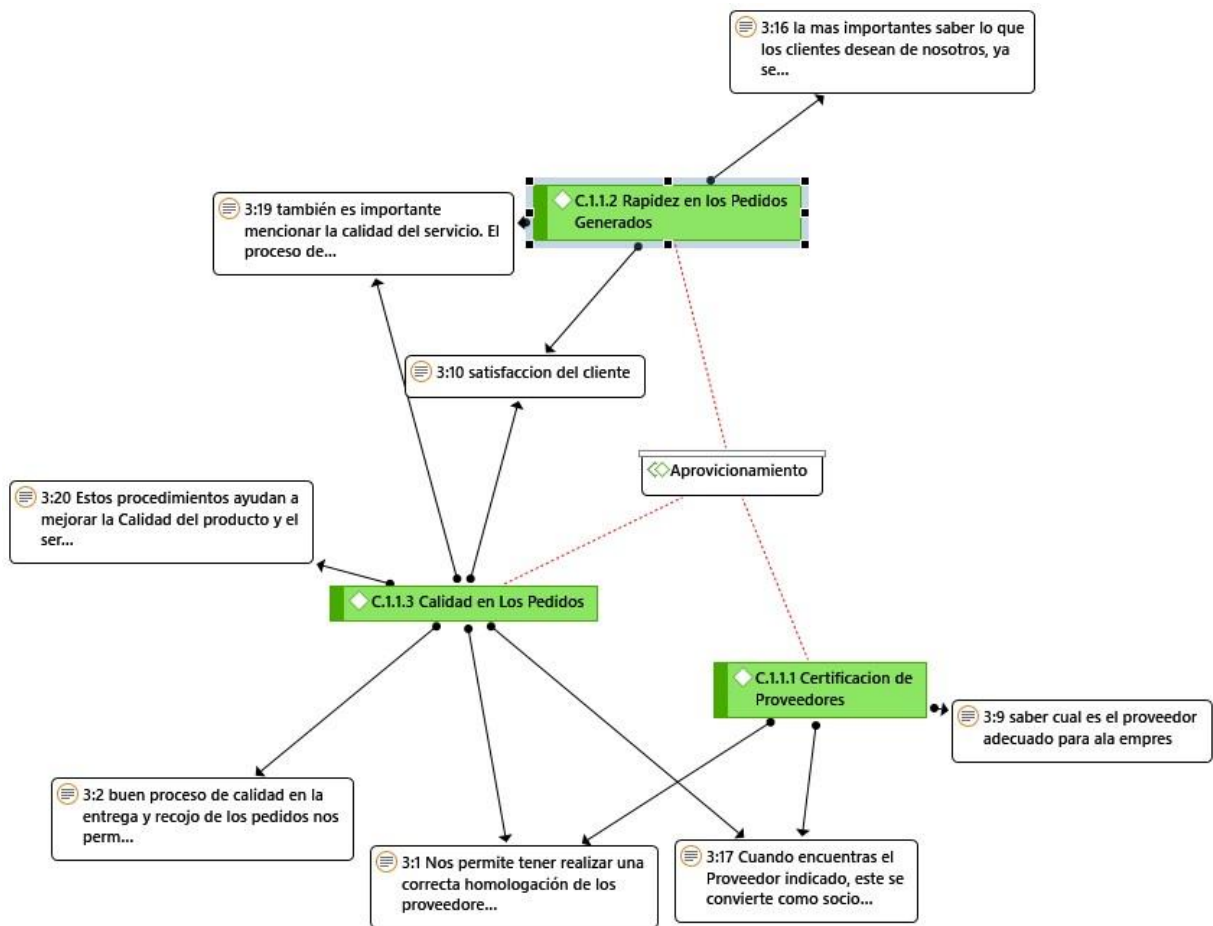 3:16 la mas importantes saber lo que
los clientes desean de nosotros, ya
se...
C.1.1.2 Rapidez en los Pedidos
Generados
3:19 también es importante
mencionar la calidad del servicio. El
proceso de...
3:10 satisfaccion del cliente
Aprovicionamiento
3:20 Estos procedimientos ayudan a
mejorar la Calidad del producto y el
ser...
C.1.1.3 Calidad en Los Pedidos
C.1.1.1 Certificacion de
Proveedores
3:9 saber cual es el proveedor
adecuado para ala empres
3:2 buen proceso de calidad en la
entrega y recojo de los pedidos nos
perm...
3:1 Nos permite tener realizar una
correcta homologación de los
proveedore...
3:17 Cuando encuentras el
Proveedor indicado, este se
convierte como socio...